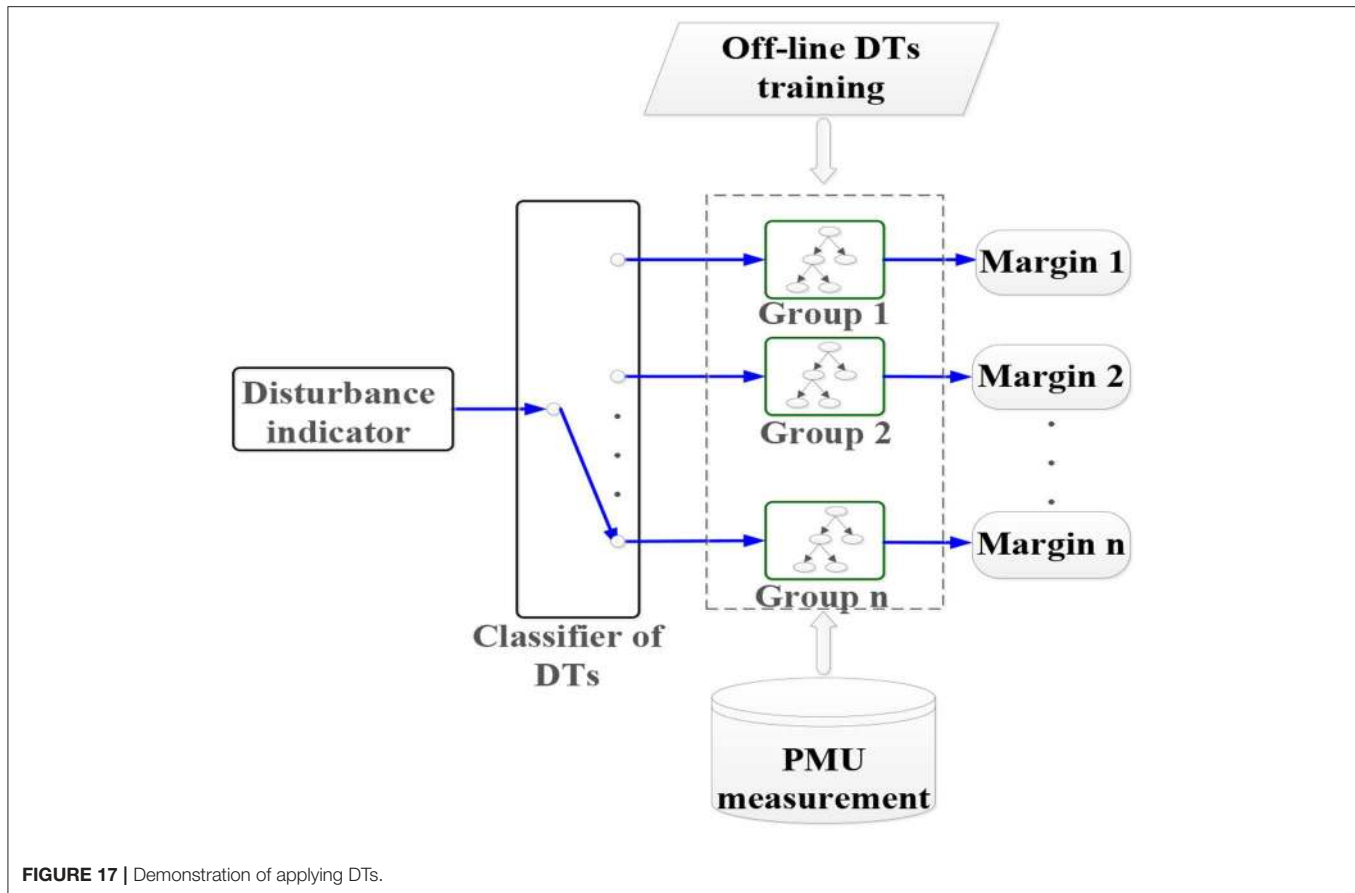 Off-line DTs
training
Disturbance
indicator
Classifier of
DTs
Group 1
Group 2
Group n
Margin 1
Margin 2
Margin n
PMU
measurement
FIGURE 17 | Demonstration of applying DTs.